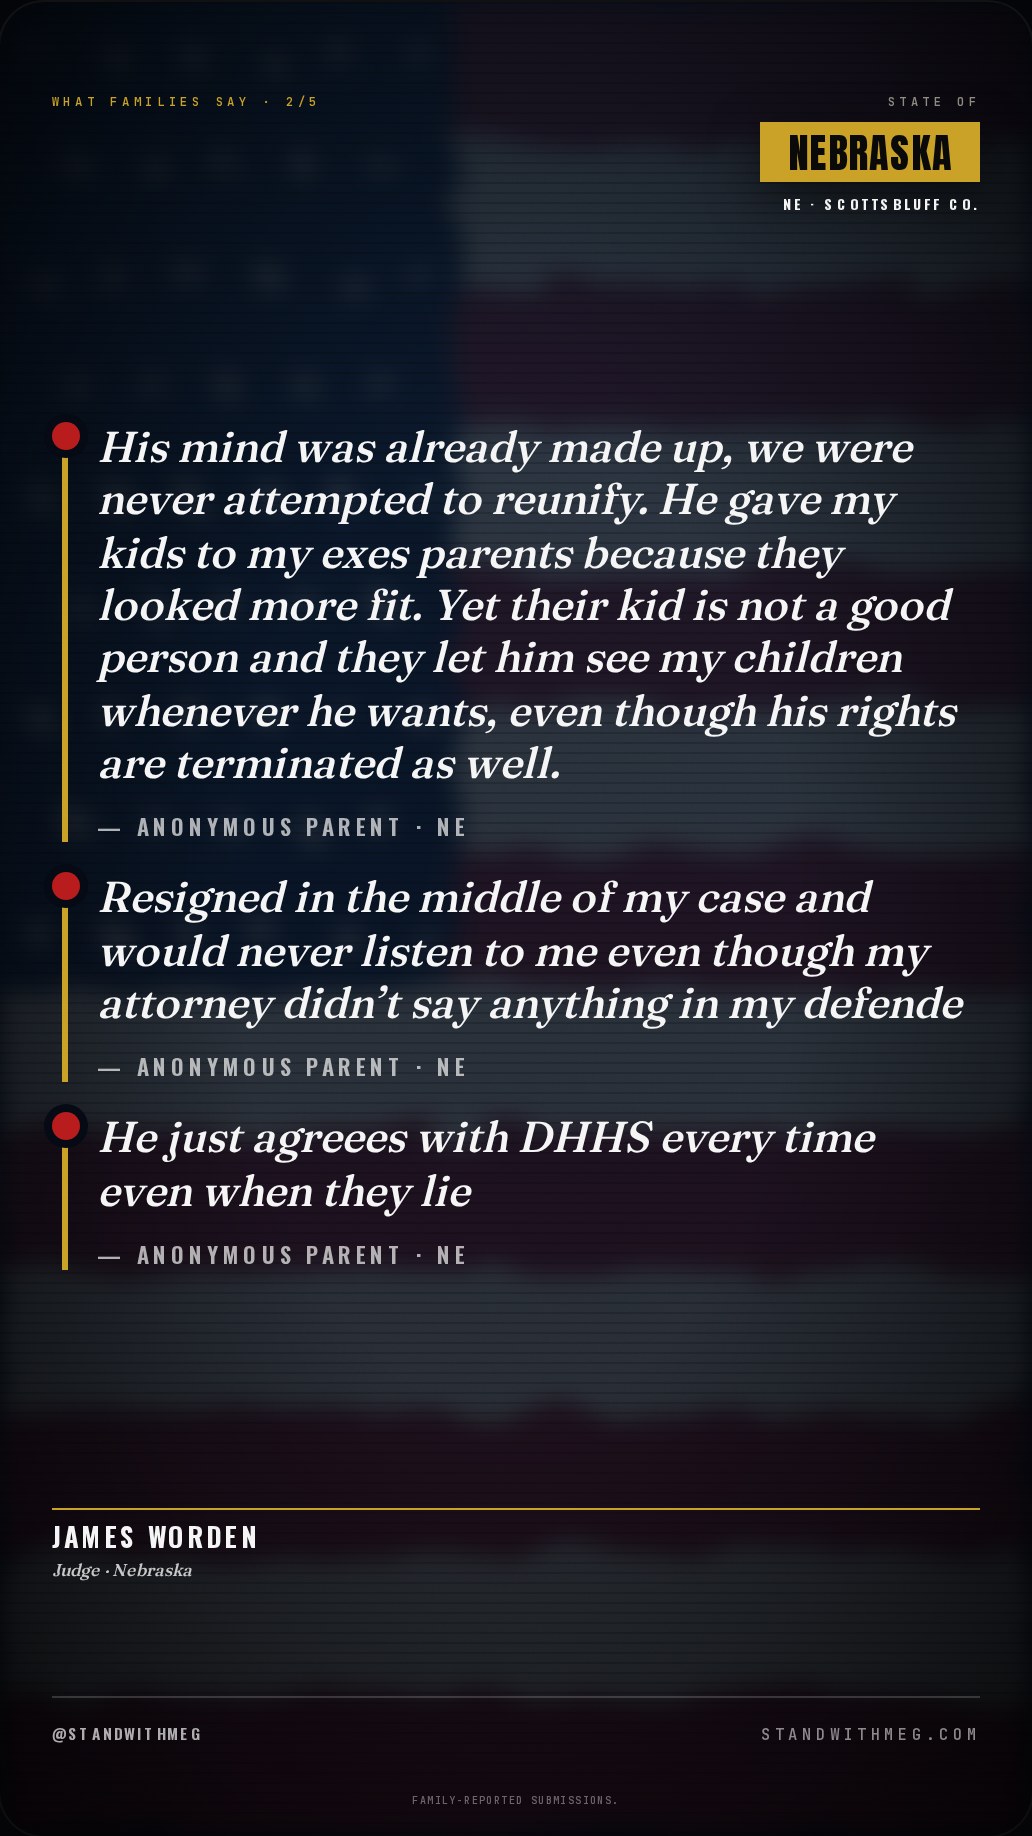 WHAT FAMILIES SAY · 2/5
STATE OF
NEBRASKA
NE · SCOTTSBLUFF CO.
His mind was already made up, we were
never attempted to reunify. He gave my
kids to my exes parents because they
looked more fit. Yet their kid is not a good
person and they let him see my children
whenever he wants, even though his rights
are terminated as well.
— ANONYMOUS PARENT · NE
Resigned in the middle of my case and
would never listen to me even though my
attorney didn’t say anything in my defende
— ANONYMOUS PARENT · NE
He just agreees with DHHS every time
even when they lie
— ANONYMOUS PARENT · NE
JAMES WORDEN
Judge · Nebraska
@STANDWITHMEG
STANDWITHMEG.COM
FAMILY-REPORTED SUBMISSIONS.